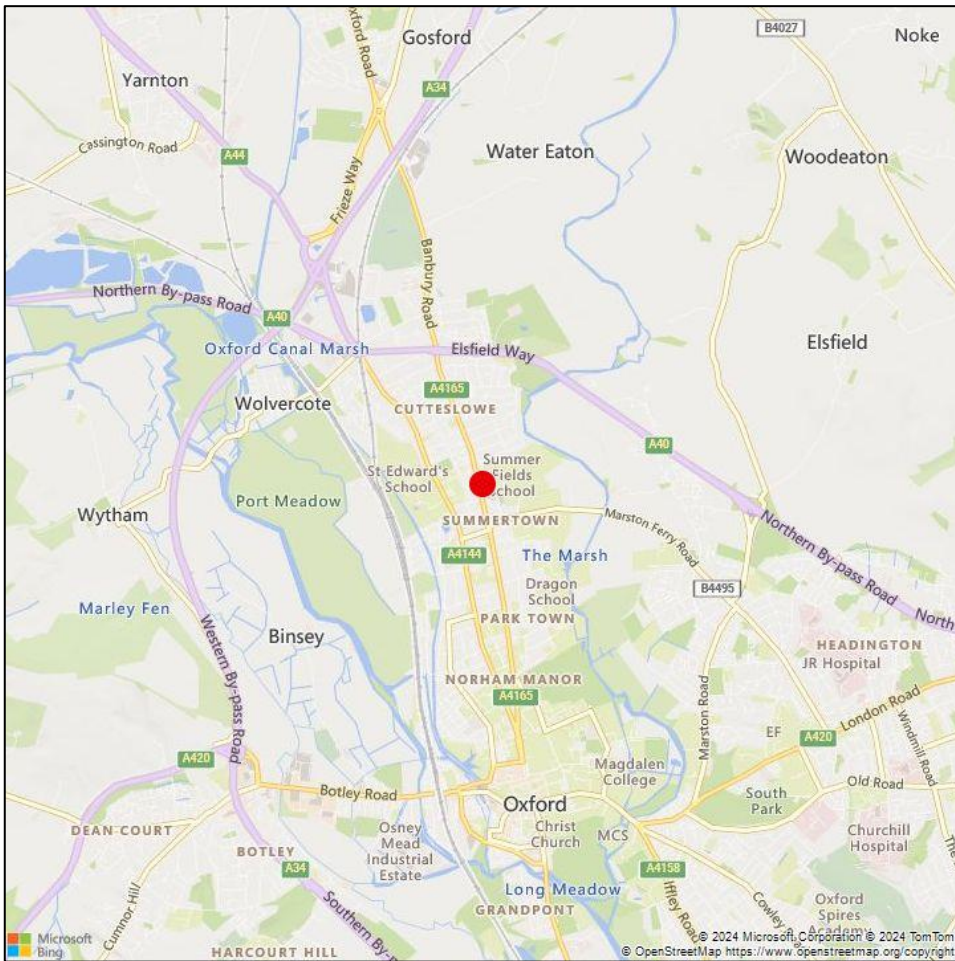 Gosford
B4027
Noke
Oxford Road
Yarnton
A34
Cassington Road
A44
Water Eaton
Woodeaton
Frieze Way
Banbury Road
Northern By-pass Road
A40
Oxford Canal Marsh
Elsfield Way
Elsfield
Wolvercote
A4165
CUTTESLOWE
A40
St Edward's
School
Summer
Fields
School
Port Meadow
Wytham
SUMMERTOWN
Marston Ferry Road
Northern By-pass Road
A4144
The Marsh
Dragon
School
B4495
North
Marley Fen
Western By-pass Road
Binsey
PARK TOWN
HEADINGTON
JR Hospital
NORHAM MANOR
A4165
Marston Road
London Road
A420
EF
A420
Windmill Road
Magdalen
College
Botley Road
Oxford
South
Park
Old Road
DEAN COURT
Osney
Mead
Industrial
Estate
Christ
Church
MCS
Churchill
Hospital
The
BOTLEY
A34
A4158
Iffley Road
Cowley
Long Meadow
GRANDPONT
Oxford
Spires
Academy
Cumnor Hill
Southern By-
HARCOURT HILL
Microsoft
Bing
© 2024 Microsoft Corporation © 2024 TomTom
© OpenStreetMap https://www.openstreetmap.org/copyright